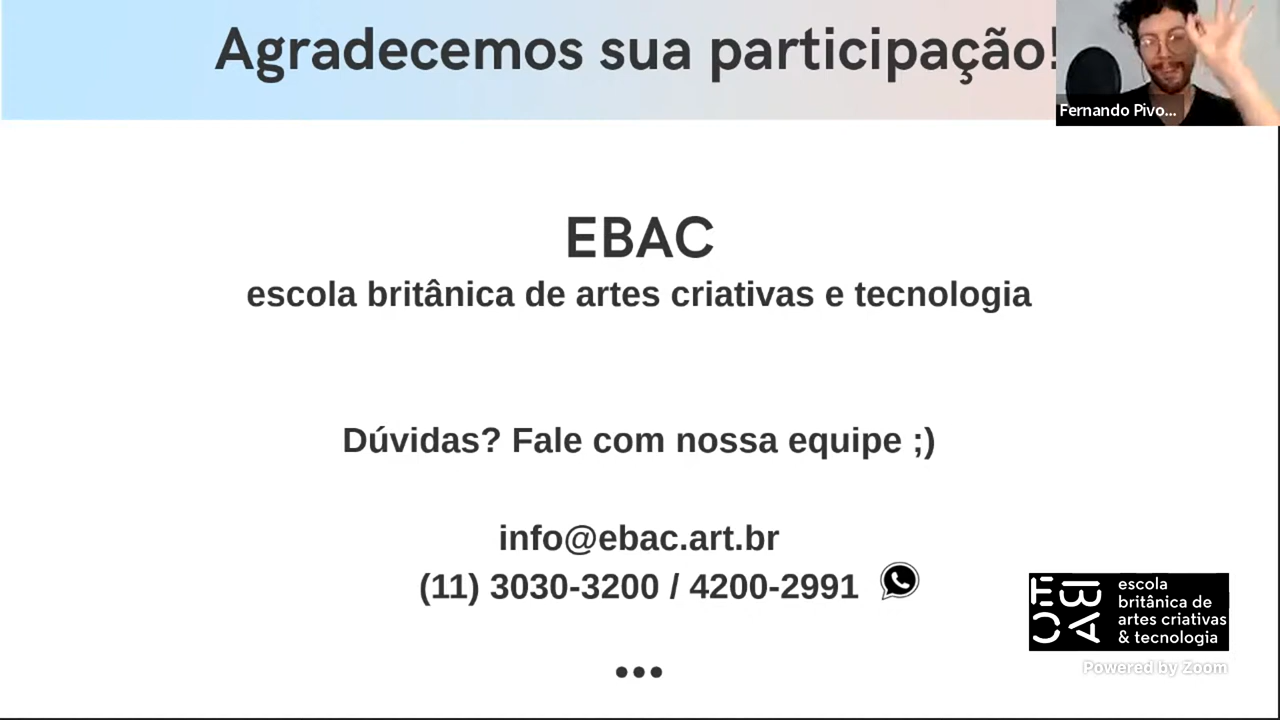 Agradecemos sua participação!
Fernando Pivo...
EBAC
escola britânica de artes criativas e tecnologia
Dúvidas? Fale com nossa equipe ;)
info@ebac.art.br
(11) 3030-3200 / 4200-2991
EBAC
escola
britânica de
artes criativas
& tecnologia
Powered by Zoom
•••